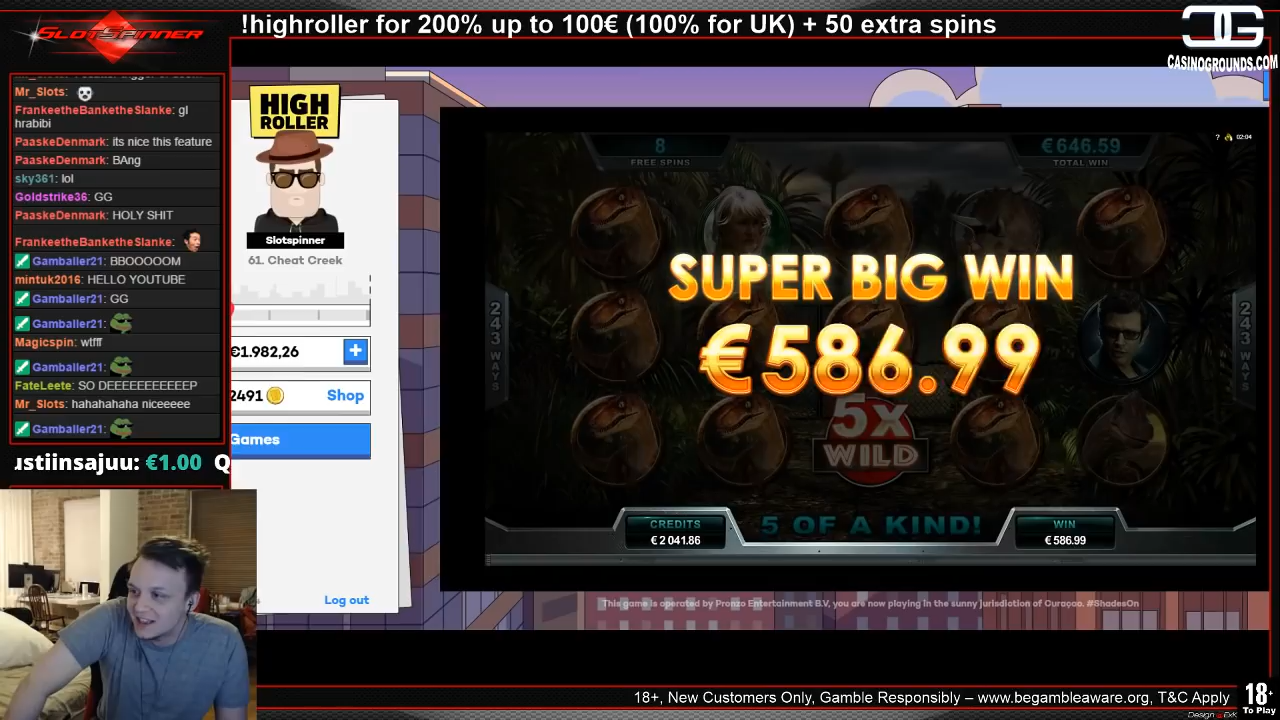 !highroller for 200% up to 100€ (100% for UK) + 50 extra spins
SLOTSPINNER
CG
CASINOGROUNDS.COM
Mr_Slots:
FrankeetheBanketheSlanke: gl
hrabibi
PaaskeDenmark: its nice this feature
PaaskeDenmark: BAng
sky361: lol
Goldstrike36: GG
PaaskeDenmark: HOLY SHIT
FrankeetheBanketheSlanke:
Gamballer21: BBOOOOOM
mintuk2016: HELLO YOUTUBE
Gamballer21: GG
Gamballer21:
Magicspin: wtfff
Gamballer21:
FateLeete: SO DEEEEEEEEEEP
Mr_Slots: hahahahaha niceeeee
Gamballer21:
ustiinsajuu: €1.00 Q
HIGH
ROLLER
Slotspinner
61. Cheat Creek
€1.982,26 +
2491 Shop
Games
Log out
? 02:04
8
FREE SPINS
€646.59
TOTAL WIN
243 WAYS
243 WAYS
SUPER BIG WIN
€586.99
5X
WILD
5 OF A KIND!
CREDITS
€2 041.86
WIN
€586.99
This game is operated by Pronzo Entertainment B.V, you are now playing in the sunny jurisdiction of Curaçao. #ShadesOn
18+, New Customers Only, Gamble Responsibly – www.begambleaware.org, T&C Apply
18+
To Play